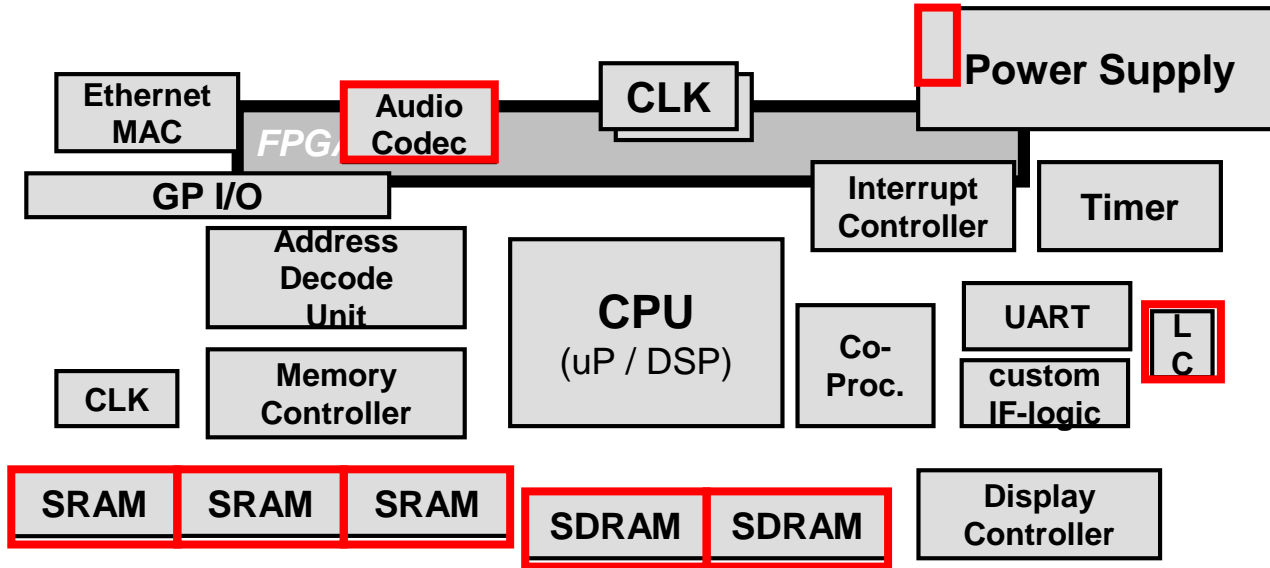 Power Supply
Ethernet
MAC
Audio
Codec
CLK
FPGA
GP I/O
Interrupt
Controller
Timer
Address
Decode
Unit
CPU
(uP / DSP)
Co-
Proc.
UART
L
C
custom
IF-logic
CLK
Memory
Controller
SRAM
SRAM
SRAM
SDRAM
SDRAM
Display
Controller